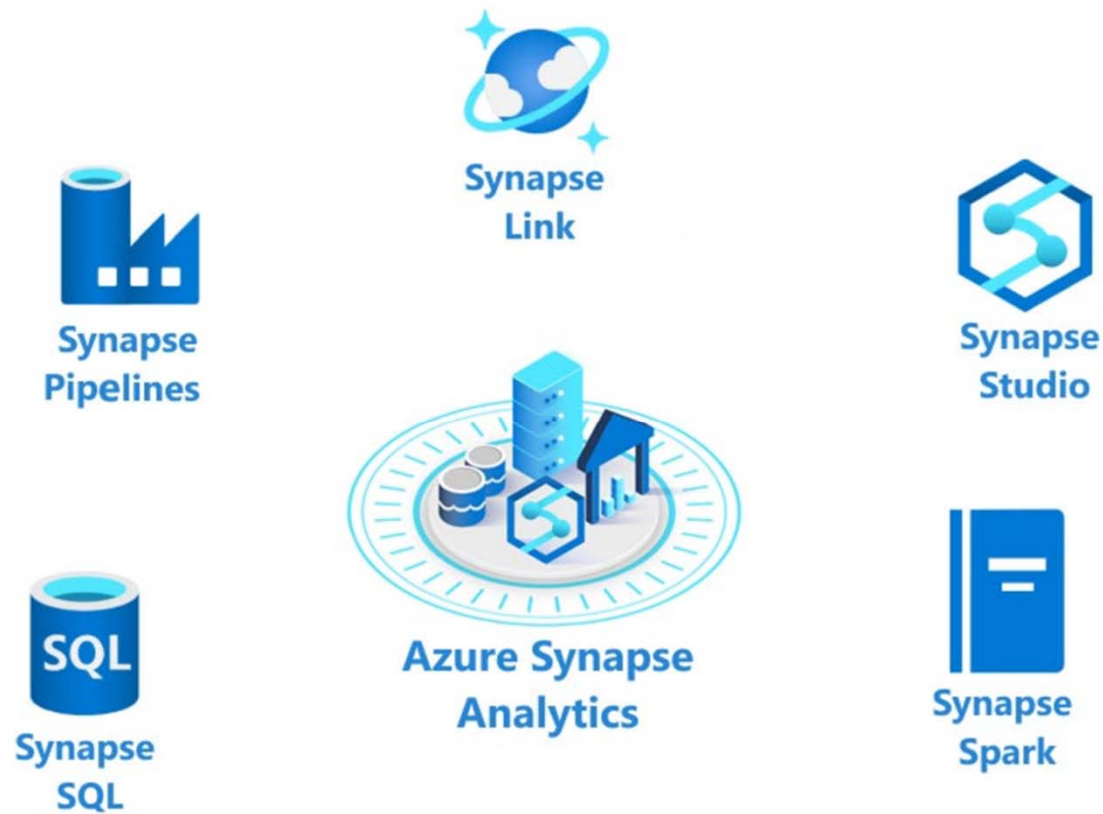 Synapse
Link
Synapse
Pipelines
Synapse
Studio
Azure Synapse
Analytics
SQL
Synapse
SQL
Synapse
Spark